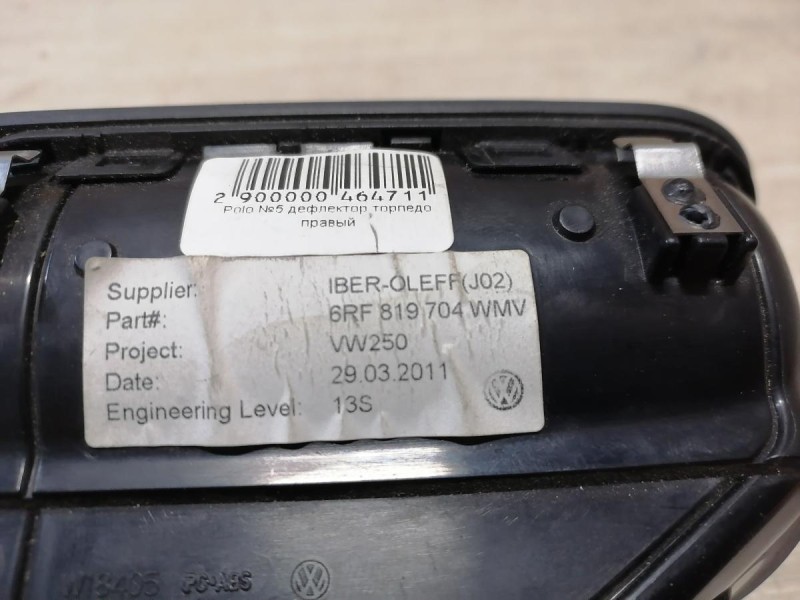 2 900000 464711
Polo №5 дефлектор торпедо
правый
Supplier: IBER-OLEFF(J02)
Part#: 6RF 819 704 WMV
Project: VW250
Date: 29.03.2011
Engineering Level: 13S
W18405 PC-ABS